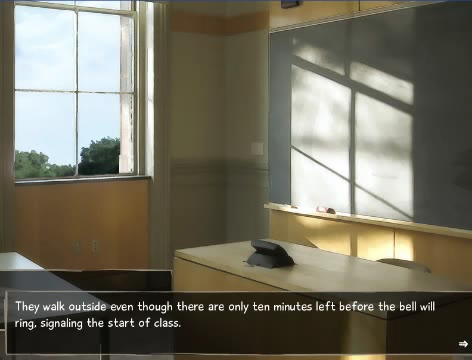 They walk outside even though there are only ten minutes left before the bell will
ring, signaling the start of class.